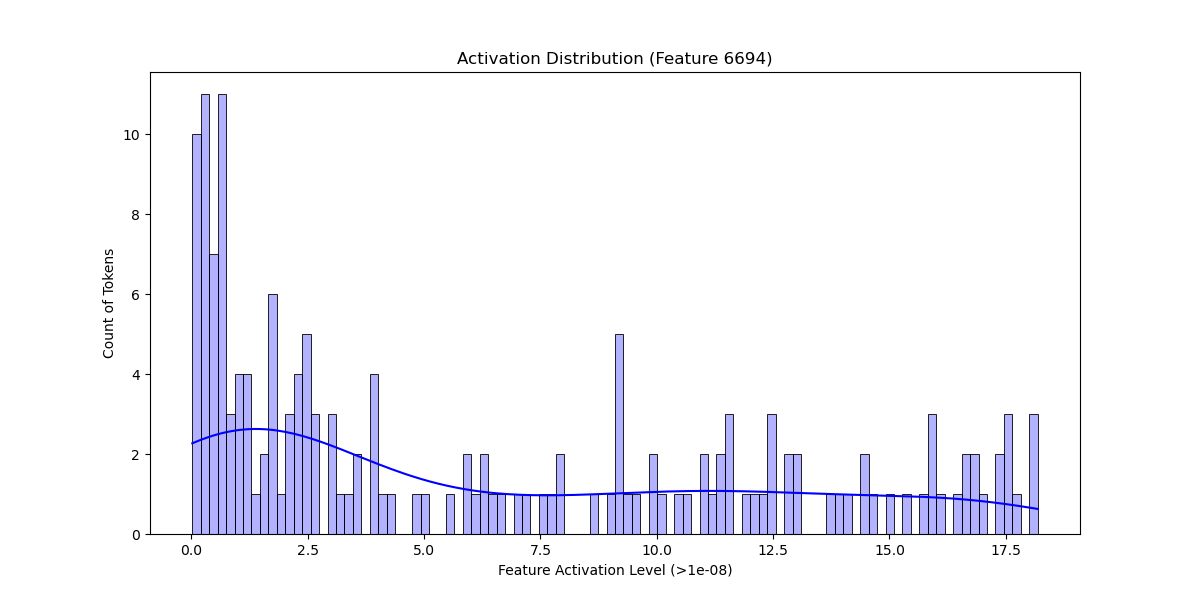 Activation Distribution (Feature 6694)
Count of Tokens
10
8
6
4
2
0
0.0 2.5 5.0 7.5 10.0 12.5 15.0 17.5
Feature Activation Level (>1e-08)